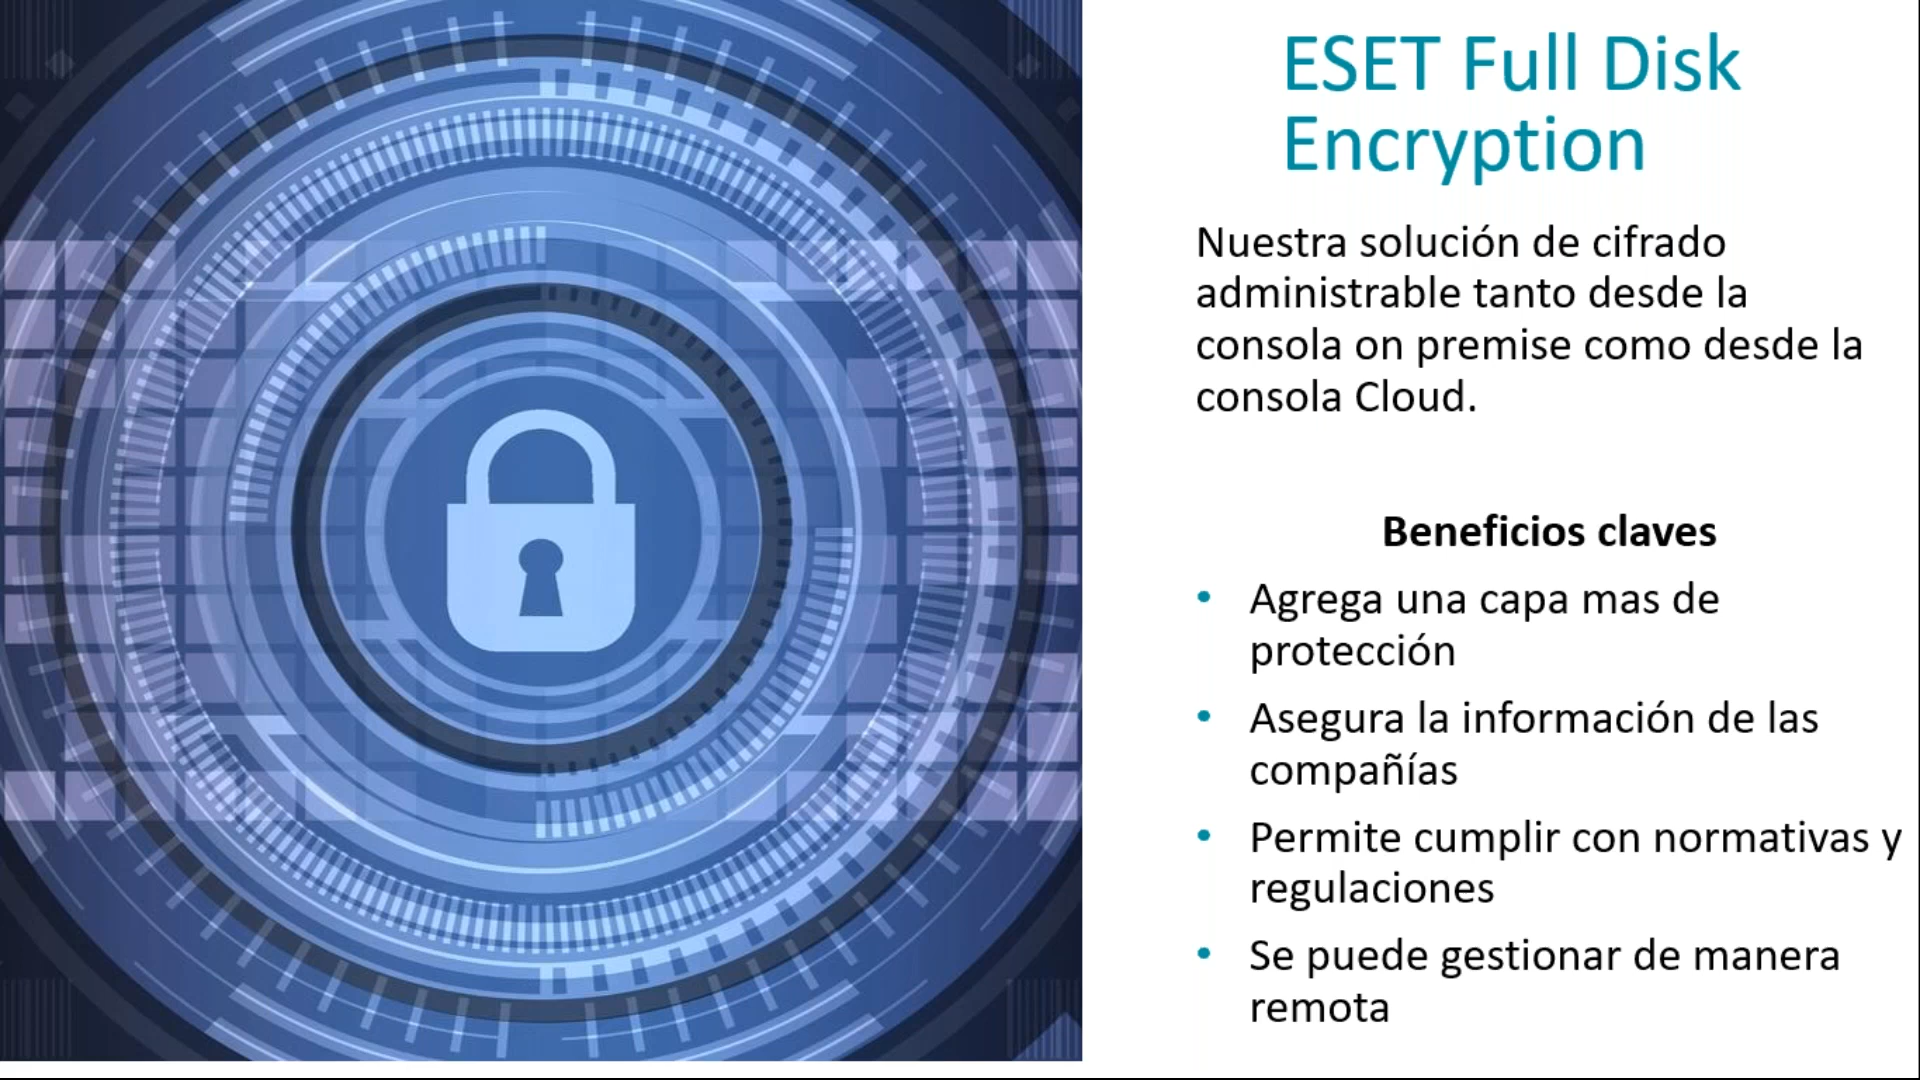 ESET Full Disk
Encryption
Nuestra solución de cifrado
administrable tanto desde la
consola on premise como desde la
consola Cloud.
Beneficios claves
• Agrega una capa mas de
protección
• Asegura la información de las
compañías
• Permite cumplir con normativas y
regulaciones
• Se puede gestionar de manera
remota